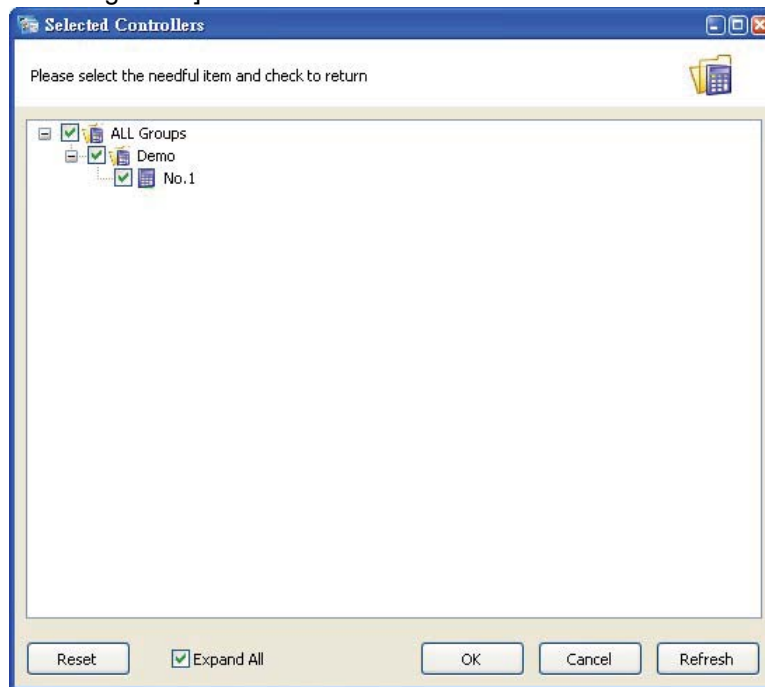 Selected Controllers
Please select the needful item and check to return
ALL Groups
Demo
No.1
Reset Expand All OK Cancel Refresh